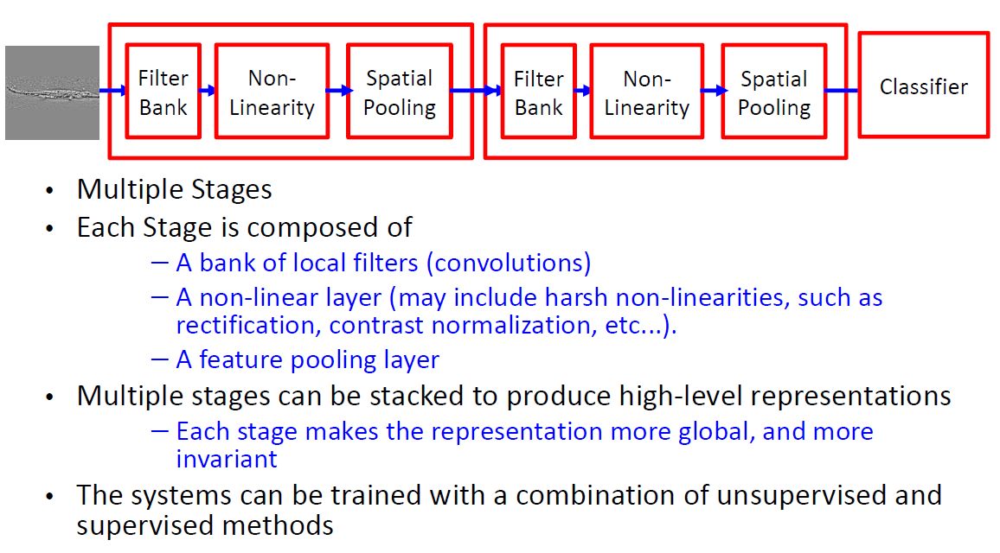 Filter
Bank
Non-
Linearity
Spatial
Pooling
Filter
Bank
Non-
Linearity
Spatial
Pooling
Classifier
• Multiple Stages
• Each Stage is composed of
– A bank of local filters (convolutions)
– A non-linear layer (may include harsh non-linearities, such as
rectification, contrast normalization, etc...).
– A feature pooling layer
• Multiple stages can be stacked to produce high-level representations
– Each stage makes the representation more global, and more
invariant
• The systems can be trained with a combination of unsupervised and
supervised methods